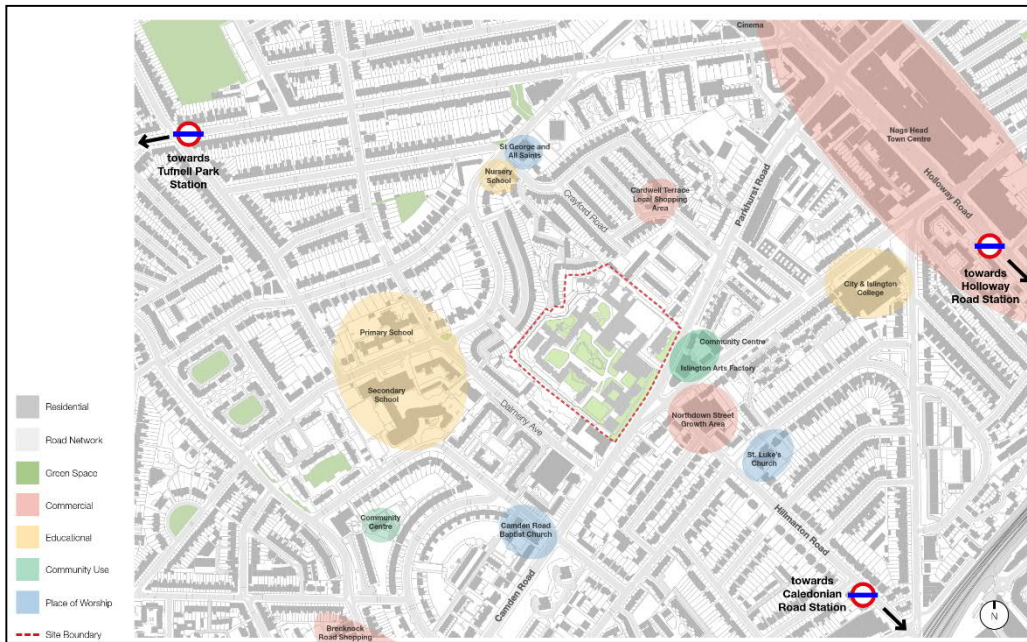 Cinema
Nags Head
Town Centre
Holloway Road
towards
Tufnell Park
Station
St George and
All Saints
Nursery
School
Crayford Road
Cardwell Terrace
Local Shopping
Area
Parkhurst Road
towards
Holloway
Road Station
City & Islington
College
Primary School
Secondary
School
Community Centre
Islington Arts Factory
Dalmeny Ave
Northdown Street
Growth Area
St. Luke's
Church
Hillmarton Road
Community
Centre
Camden Road
Baptist Church
Camden Road
towards
Caledonian
Road Station
Brecknock
Road Shopping
N
Residential
Road Network
Green Space
Commercial
Educational
Community Use
Place of Worship
Site Boundary